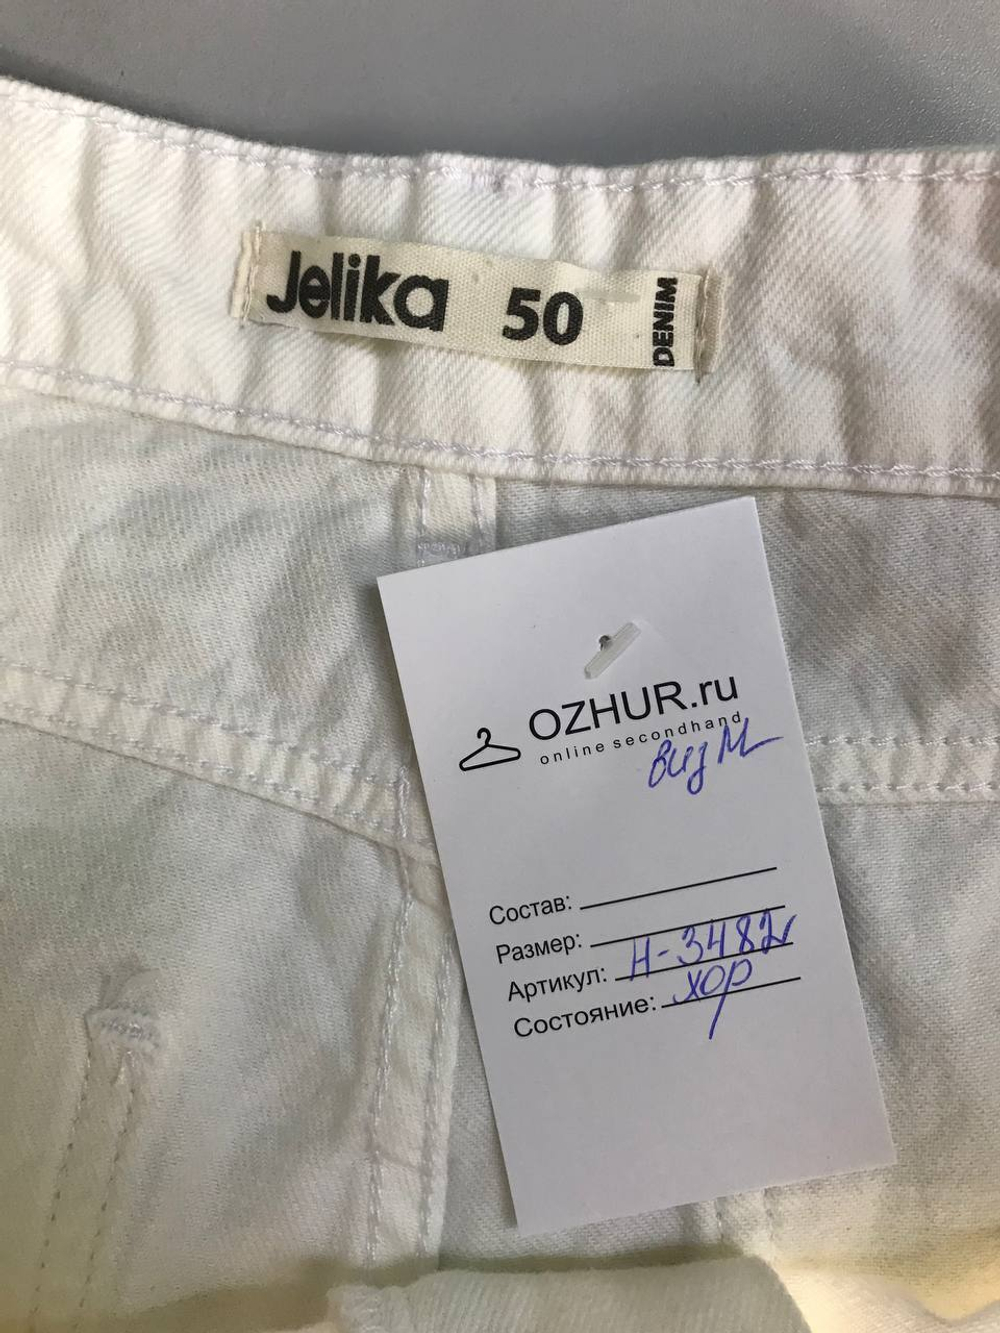 Jelika 50 DENIM
OZHUR.ru
online secondhand
виз М
Состав:
Размер:
Артикул: Н-3482
Состояние: хор